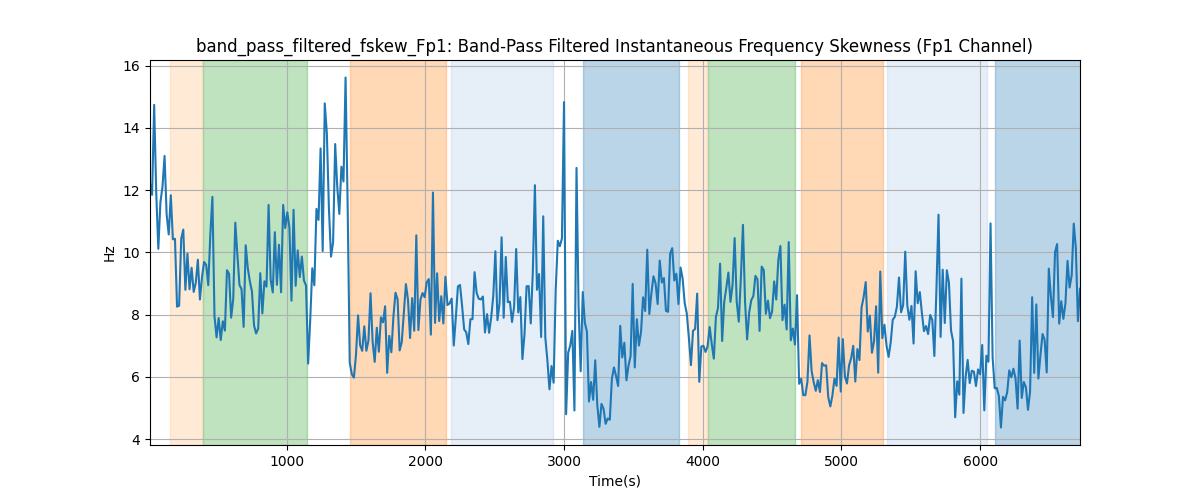 band_pass_filtered_fskew_Fp1: Band-Pass Filtered Instantaneous Frequency Skewness (Fp1 Channel)
16
14
12
10
8
6
4
Hz
1000 2000 3000 4000 5000 6000
Time(s)